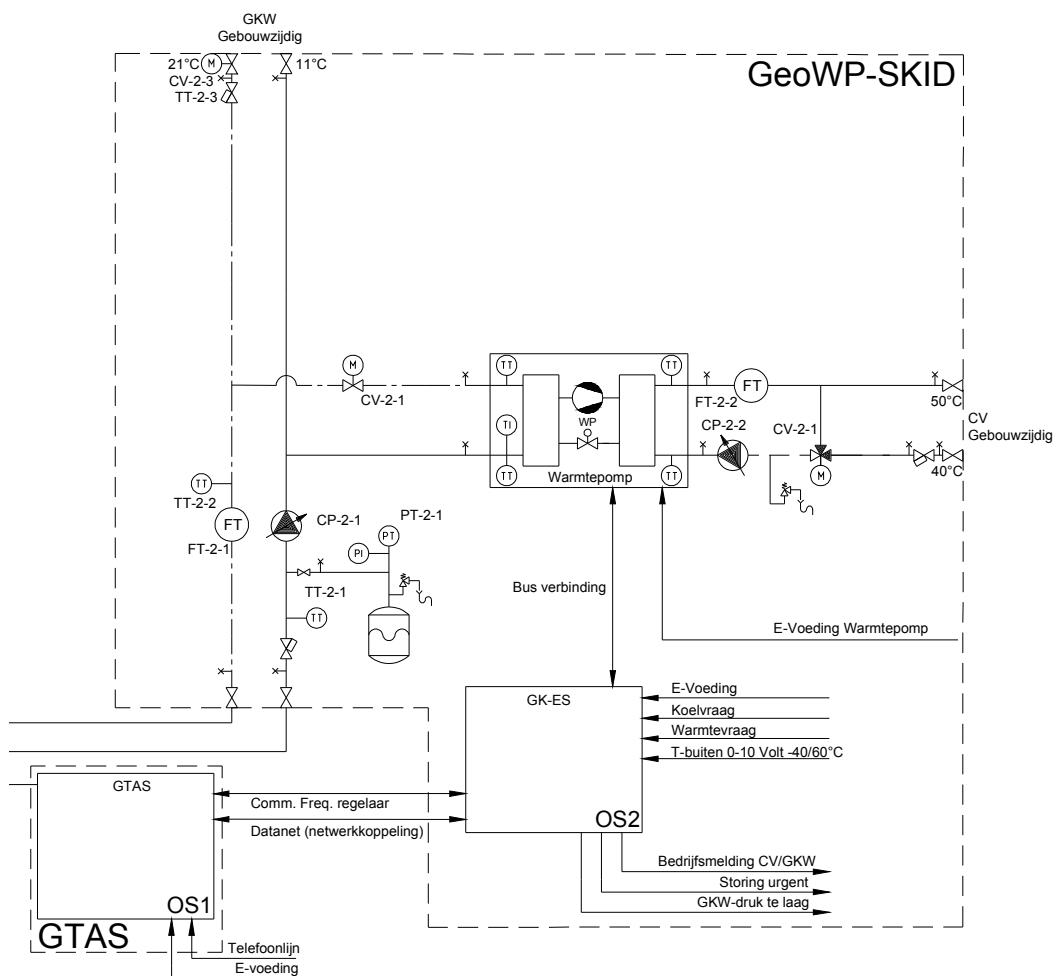 GKW
Gebouwzijdig
21°C
M
11°C
CV-2-3
TT-2-3
GeoWP-SKID
M
CV-2-1
TT
TI
TT
WP
TT
TT
Warmtepomp
FT
FT-2-2
CP-2-2
CV-2-1
M
50°C
CV
Gebouwzijdig
40°C
TT
TT-2-2
FT
FT-2-1
CP-2-1
PT-2-1
PT
PI
TT-2-1
TT
Bus verbinding
E-Voeding Warmtepomp
GK-ES
OS2
E-Voeding
Koelvraag
Warmtevraag
T-buiten 0-10 Volt -40/60°C
GTAS
OS1
GTAS
Comm. Freq. regelaar
Datanet (netwerkkoppeling)
Bedrijfsmelding CV/GKW
Storing urgent
GKW-druk te laag
Telefoonlijn
E-voeding